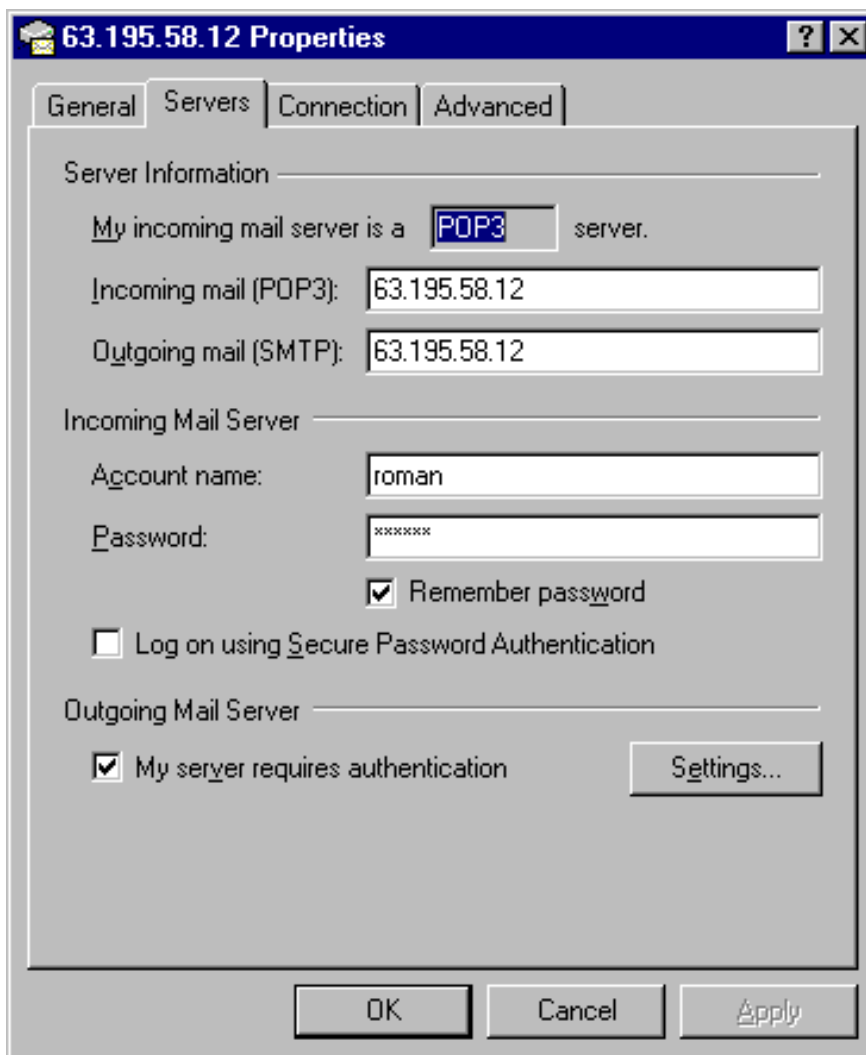 63.195.58.12 Properties
General Servers Connection Advanced
Server Information
My incoming mail server is a POP3 server.
Incoming mail (POP3): 63.195.58.12
Outgoing mail (SMTP): 63.195.58.12
Incoming Mail Server
Account name: roman
Password: ******
Remember password
Log on using Secure Password Authentication
Outgoing Mail Server
My server requires authentication Settings...
OK Cancel Apply